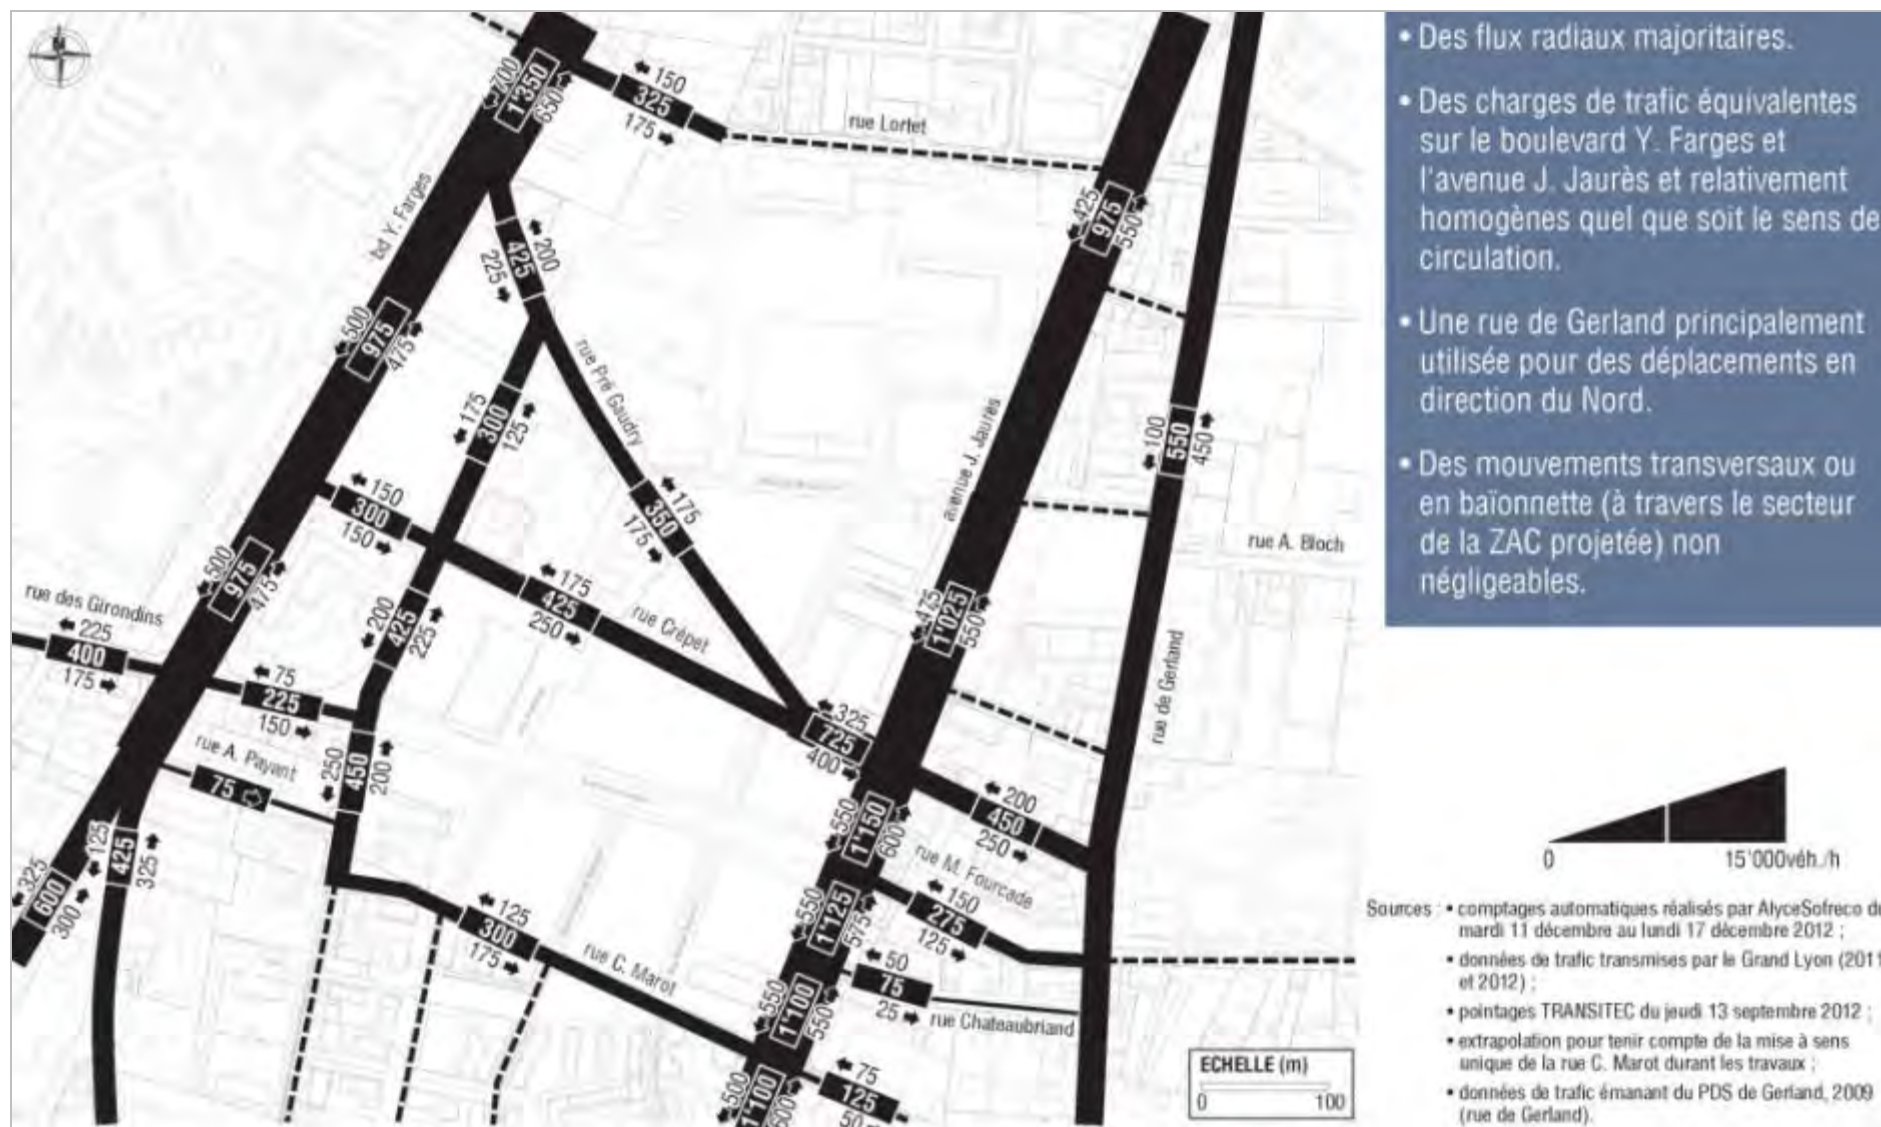 N
700
1'350
650
150
325
175
rue Lortet
bd Y. Farges
200
425
225
425
975
550
500
975
475
rue Pré Gaudry
175
300
125
avenue J. Jaurès
100
550
450
150
300
150
175
350
175
rue A. Bloch
500
975
475
175
425
250
rue Crépet
rue des Girondins
225
400
175
200
425
225
475
1'025
550
rue de Gerland
75
225
150
325
725
400
rue A. Payant
75
250
450
200
200
450
250
550
1'150
600
rue M. Fourcade
125
425
325
325
600
300
150
275
125
550
1'125
575
125
300
175
rue C. Marot
50
75
25
rue Chateaubriand
550
1'100
550
75
125
50
500
1'100
600
ECHELLE (m)
0 100
• Des flux radiaux majoritaires.
• Des charges de trafic équivalentes
sur le boulevard Y. Farges et
l'avenue J. Jaurès et relativement
homogènes quel que soit le sens de
circulation.
• Une rue de Gerland principalement
utilisée pour des déplacements en
direction du Nord.
• Des mouvements transversaux ou
en baïonnette (à travers le secteur
de la ZAC projetée) non
négligeables.
0 15'000véh./h
Sources : • comptages automatiques réalisés par AlyceSofreco du
mardi 11 décembre au lundi 17 décembre 2012 ;
• données de trafic transmises par le Grand Lyon (2011
et 2012) ;
• pointages TRANSITEC du jeudi 13 septembre 2012 ;
• extrapolation pour tenir compte de la mise à sens
unique de la rue C. Marot durant les travaux ;
• données de trafic émanant du PDS de Gerland, 2009
(rue de Gerland).